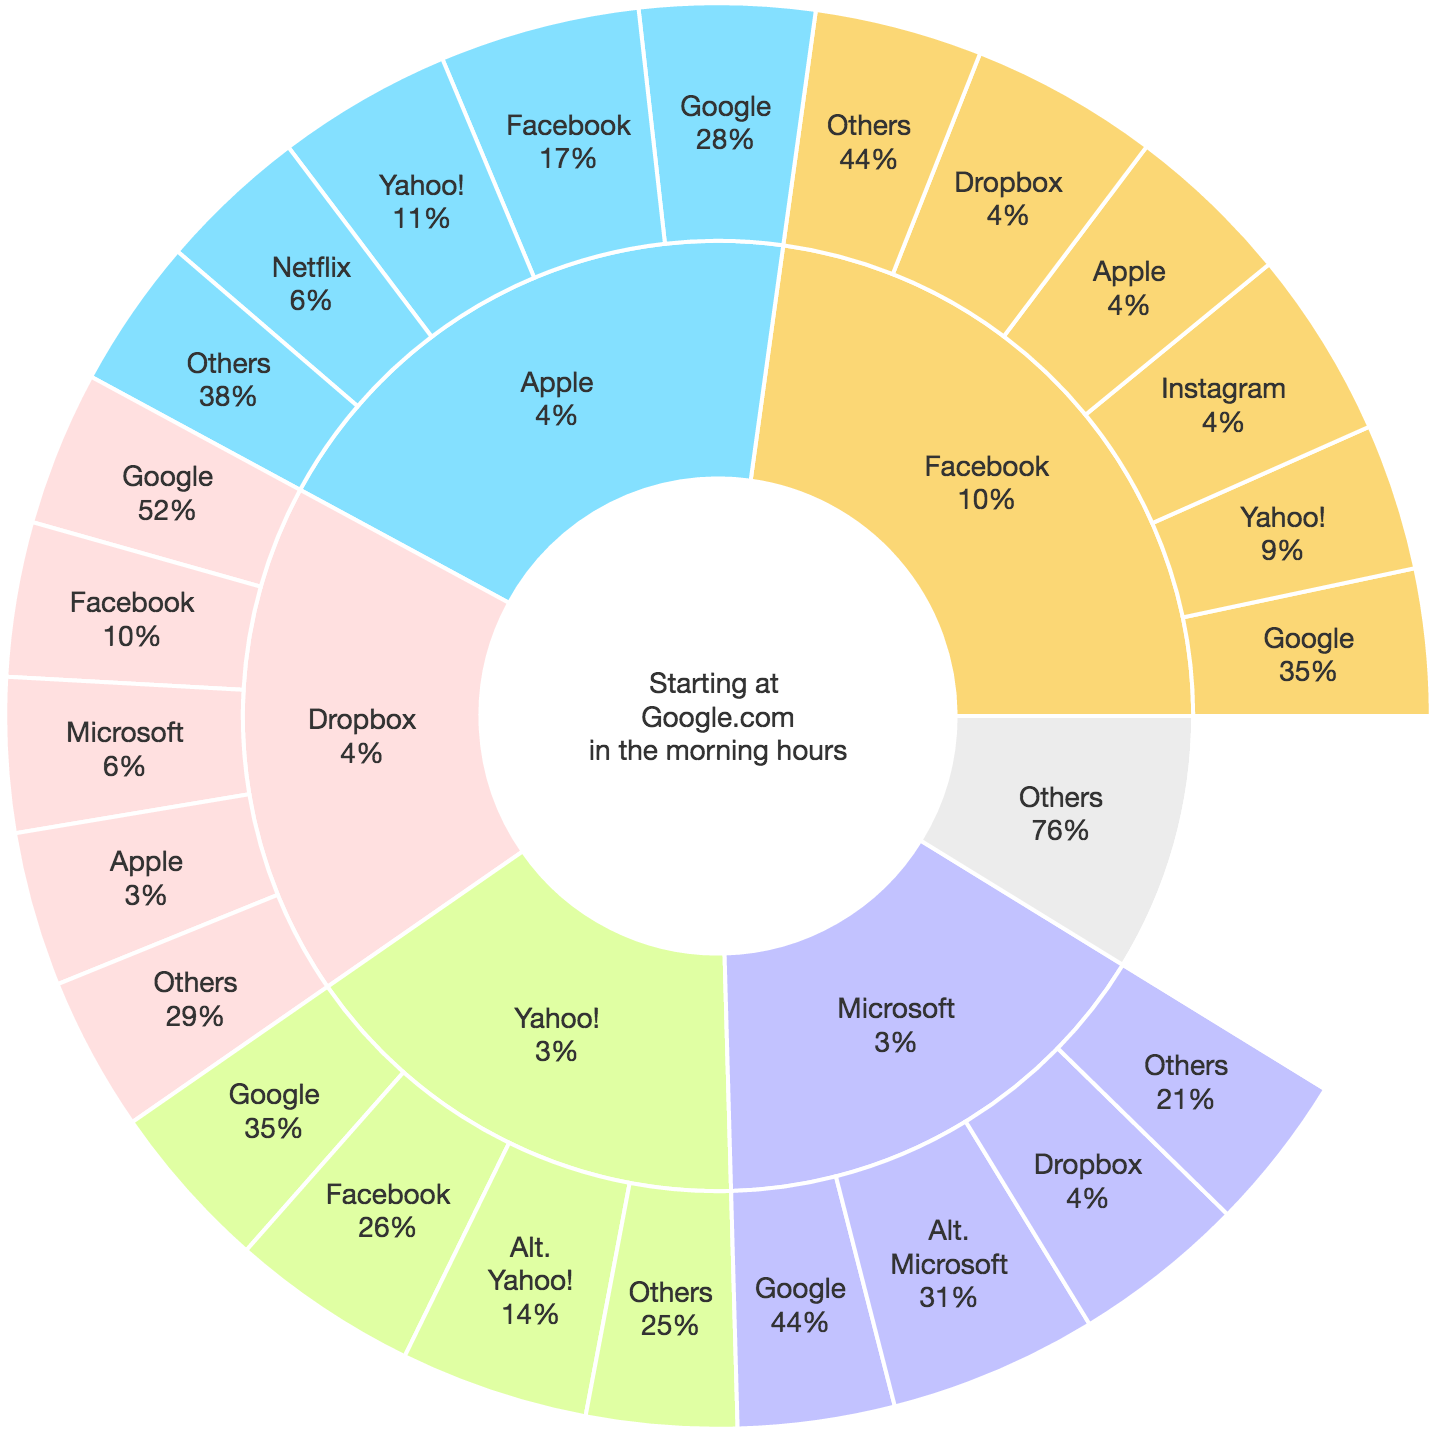 Starting at
Google.com
in the morning hours
Facebook
10%
Others
44%
Dropbox
4%
Apple
4%
Instagram
4%
Yahoo!
9%
Google
35%
Apple
4%
Others
38%
Netflix
6%
Yahoo!
11%
Facebook
17%
Google
28%
Dropbox
4%
Google
52%
Facebook
10%
Microsoft
6%
Apple
3%
Others
29%
Yahoo!
3%
Google
35%
Facebook
26%
Alt.
Yahoo!
14%
Others
25%
Microsoft
3%
Google
44%
Alt.
Microsoft
31%
Dropbox
4%
Others
21%
Others
76%